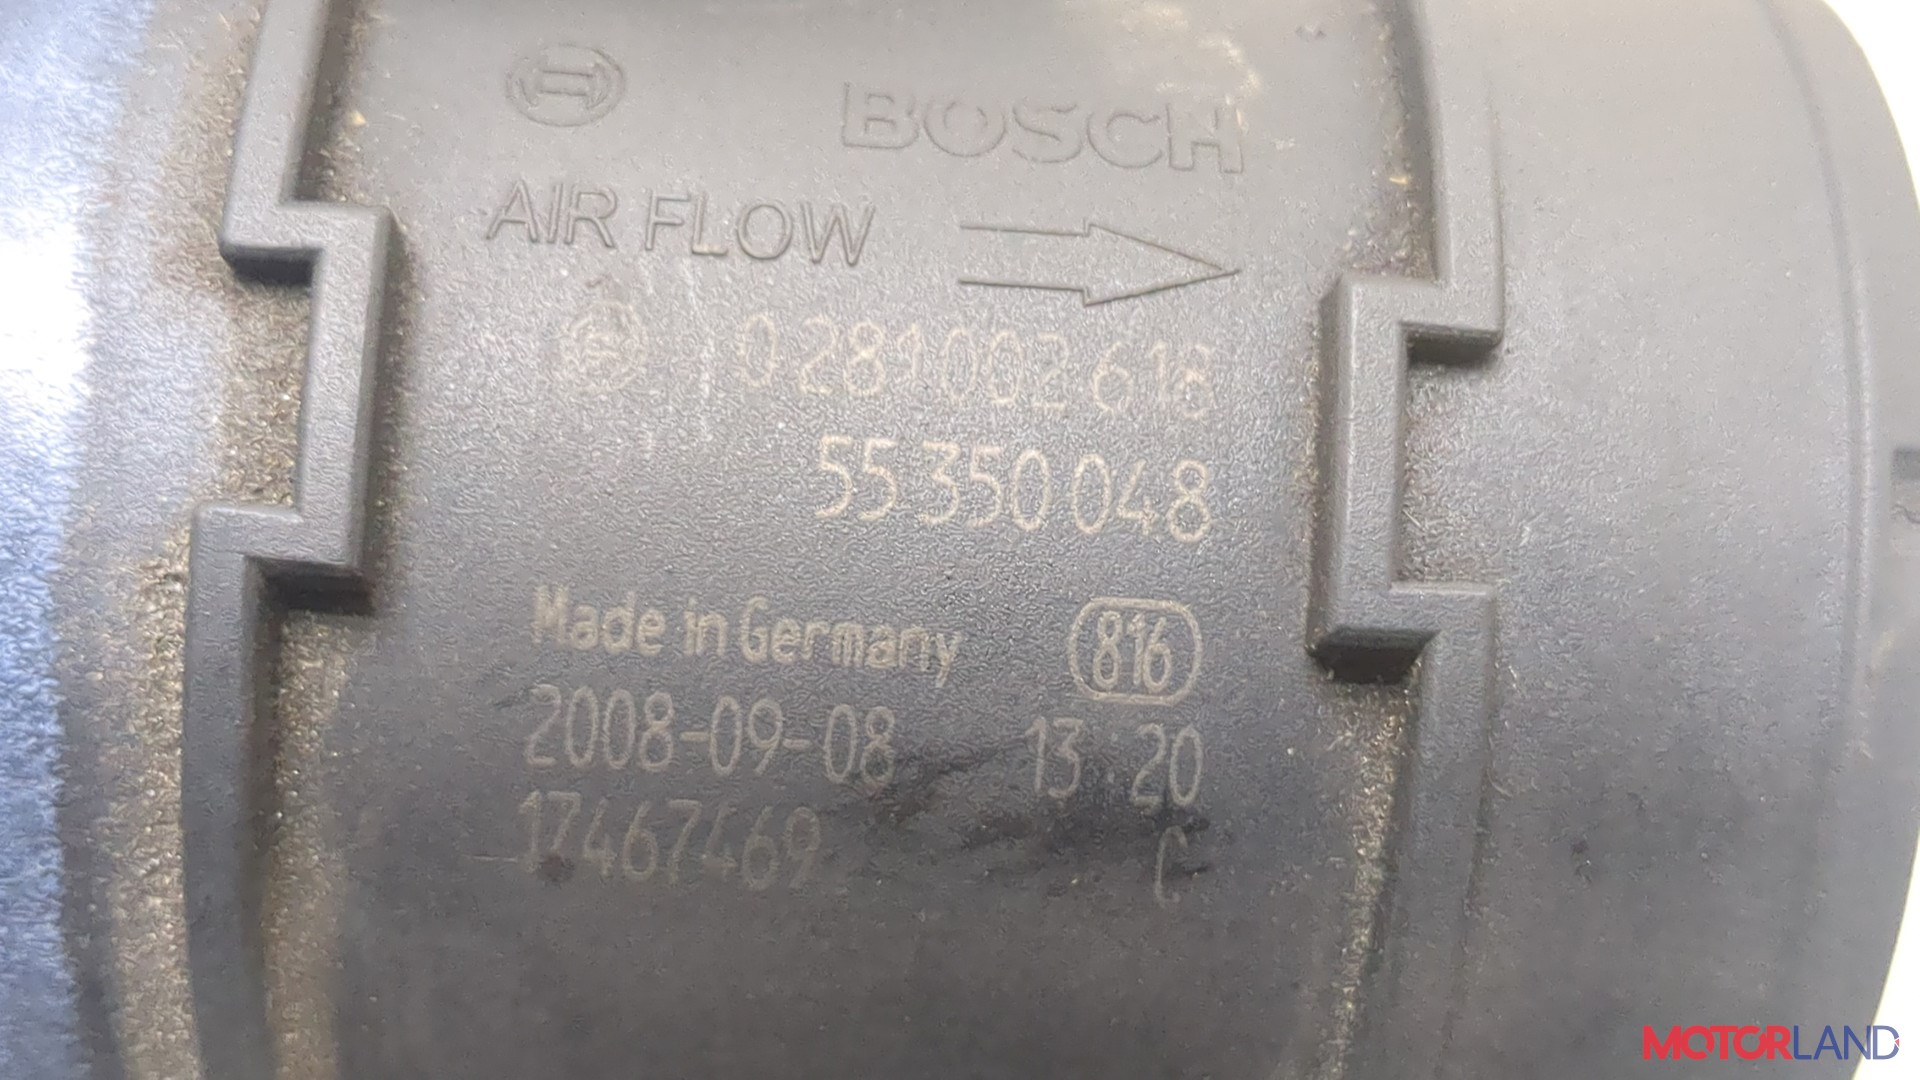 BOSCH
AIR FLOW
0 281 002 618
55 350 048
Made in Germany 816
2008-09-08 13:20
17467469 C
MOTORLAND